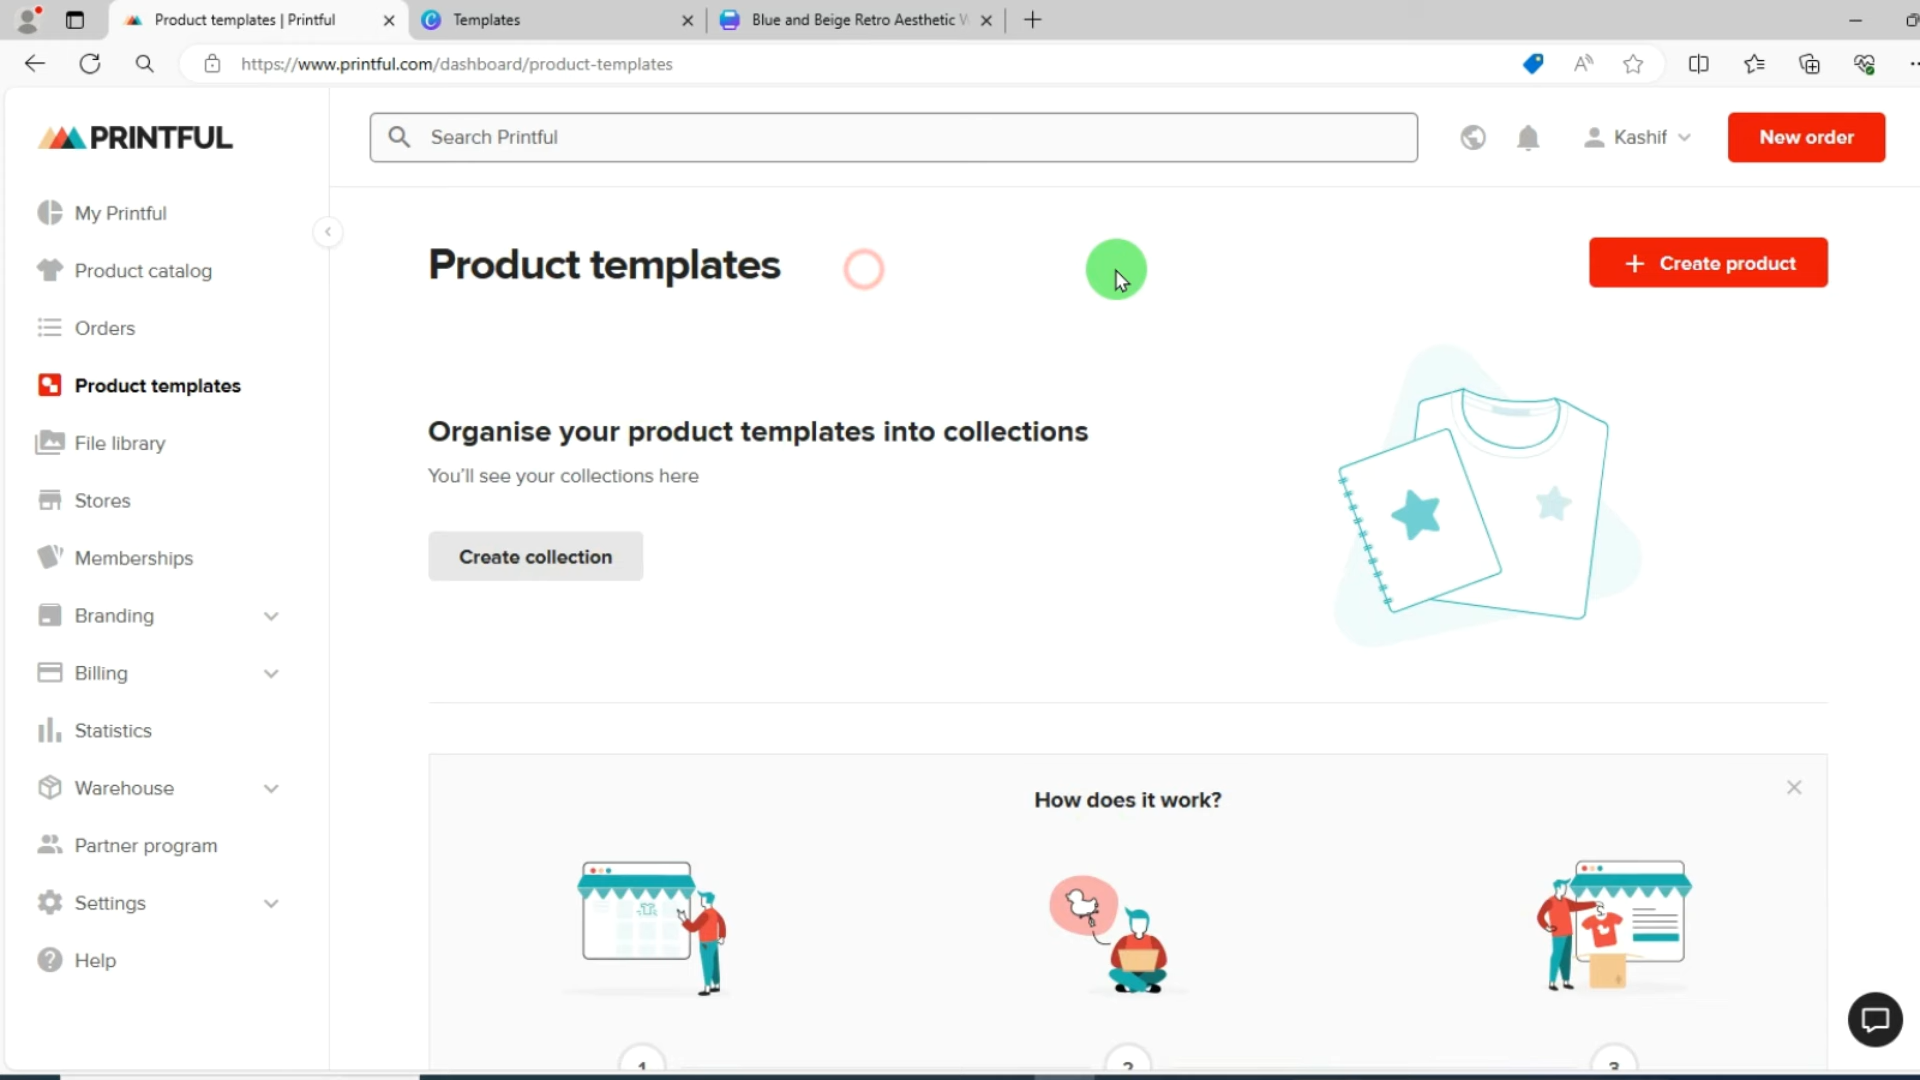 Product templates | Printful
Templates
Blue and Beige Retro Aesthetic
https://www.printful.com/dashboard/product-templates
PRINTFUL
Search Printful
Kashif
New order
My Printful
Product catalog
Orders
Product templates
File library
Stores
Memberships
Branding
Billing
Statistics
Warehouse
Partner program
Settings
Help
Product templates
+ Create product
Organise your product templates into collections
You'll see your collections here
Create collection
How does it work?
1
2
3